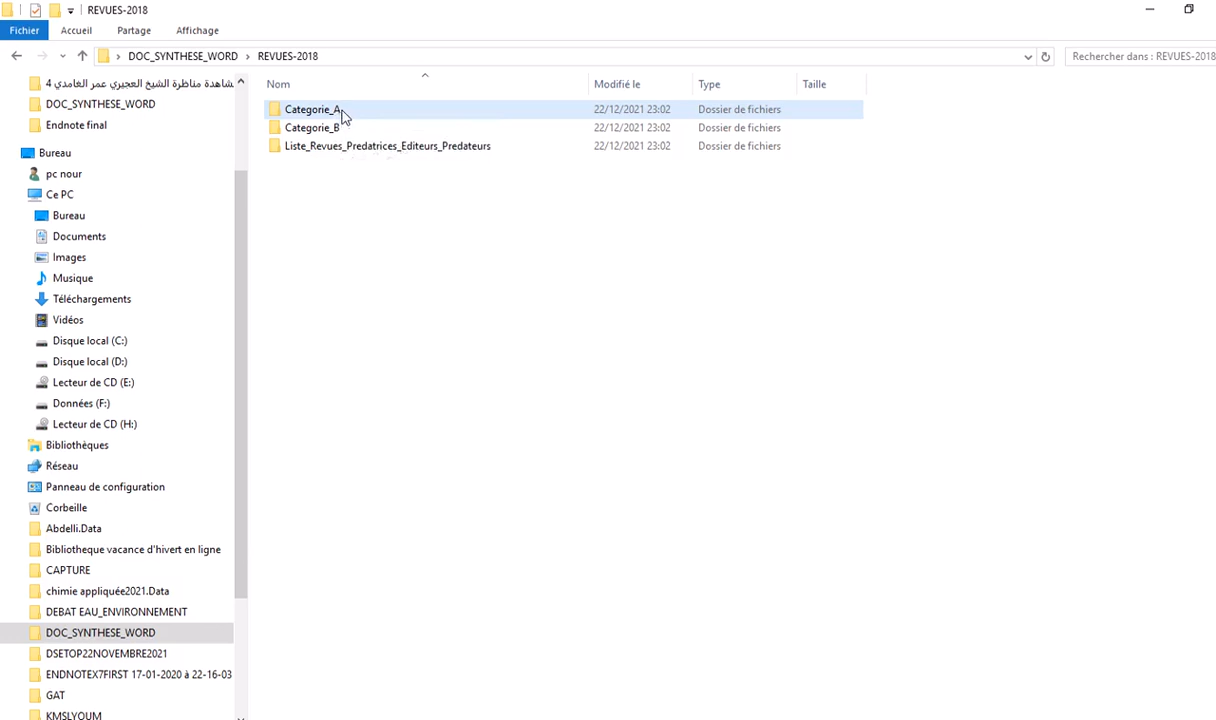 REVUES-2018
Fichier Accueil Partage Affichage
DOC_SYNTHESE_WORD REVUES-2018 Rechercher dans : REVUES-2018
Nom Modifié le Type Taille
Categorie_A 22/12/2021 23:02 Dossier de fichiers
Categorie_B 22/12/2021 23:02 Dossier de fichiers
Liste_Revues_Predatrices_Editeurs_Predateurs 22/12/2021 23:02 Dossier de fichiers
شاهدة مناظرة الشيخ العجيري عمر الغامدي 4
DOC_SYNTHESE_WORD
Endnote final
Bureau
pc nour
Ce PC
Bureau
Documents
Images
Musique
Téléchargements
Vidéos
Disque local (C:)
Disque local (D:)
Lecteur de CD (E:)
Données (F:)
Lecteur de CD (H:)
Bibliothèques
Réseau
Panneau de configuration
Corbeille
Abdelli.Data
Bibliotheque vacance d'hivert en ligne
CAPTURE
chimie appliquée2021.Data
DEBAT EAU_ENVIRONNEMENT
DOC_SYNTHESE_WORD
DSETOP22NOVEMBRE2021
ENDNOTEX7FIRST 17-01-2020 à 22-16-03
GAT
KMSLYOUM